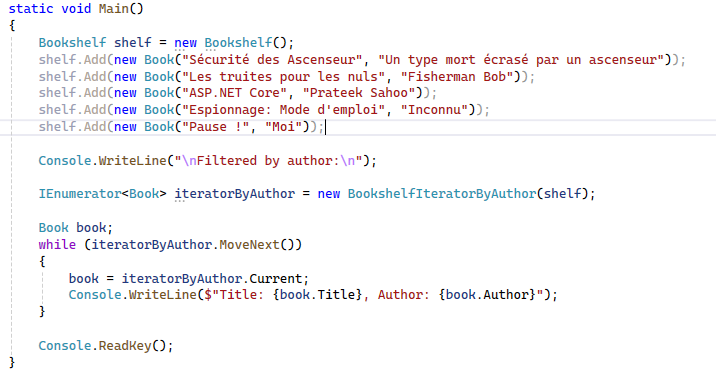 static void Main()
{
Bookshelf shelf = new Bookshelf();
shelf.Add(new Book("Sécurité des Ascenseur", "Un type mort écrasé par un ascenseur"));
shelf.Add(new Book("Les truites pour les nuls", "Fisherman Bob"));
shelf.Add(new Book("ASP.NET Core", "Prateek Sahoo"));
shelf.Add(new Book("Espionnage: Mode d'emploi", "Inconnu"));
shelf.Add(new Book("Pause !", "Moi"));
Console.WriteLine("\nFiltered by author:\n");
IEnumerator<Book> iteratorByAuthor = new BookshelfIteratorByAuthor(shelf);
Book book;
while (iteratorByAuthor.MoveNext())
{
book = iteratorByAuthor.Current;
Console.WriteLine($"Title: {book.Title}, Author: {book.Author}");
}
Console.ReadKey();
}